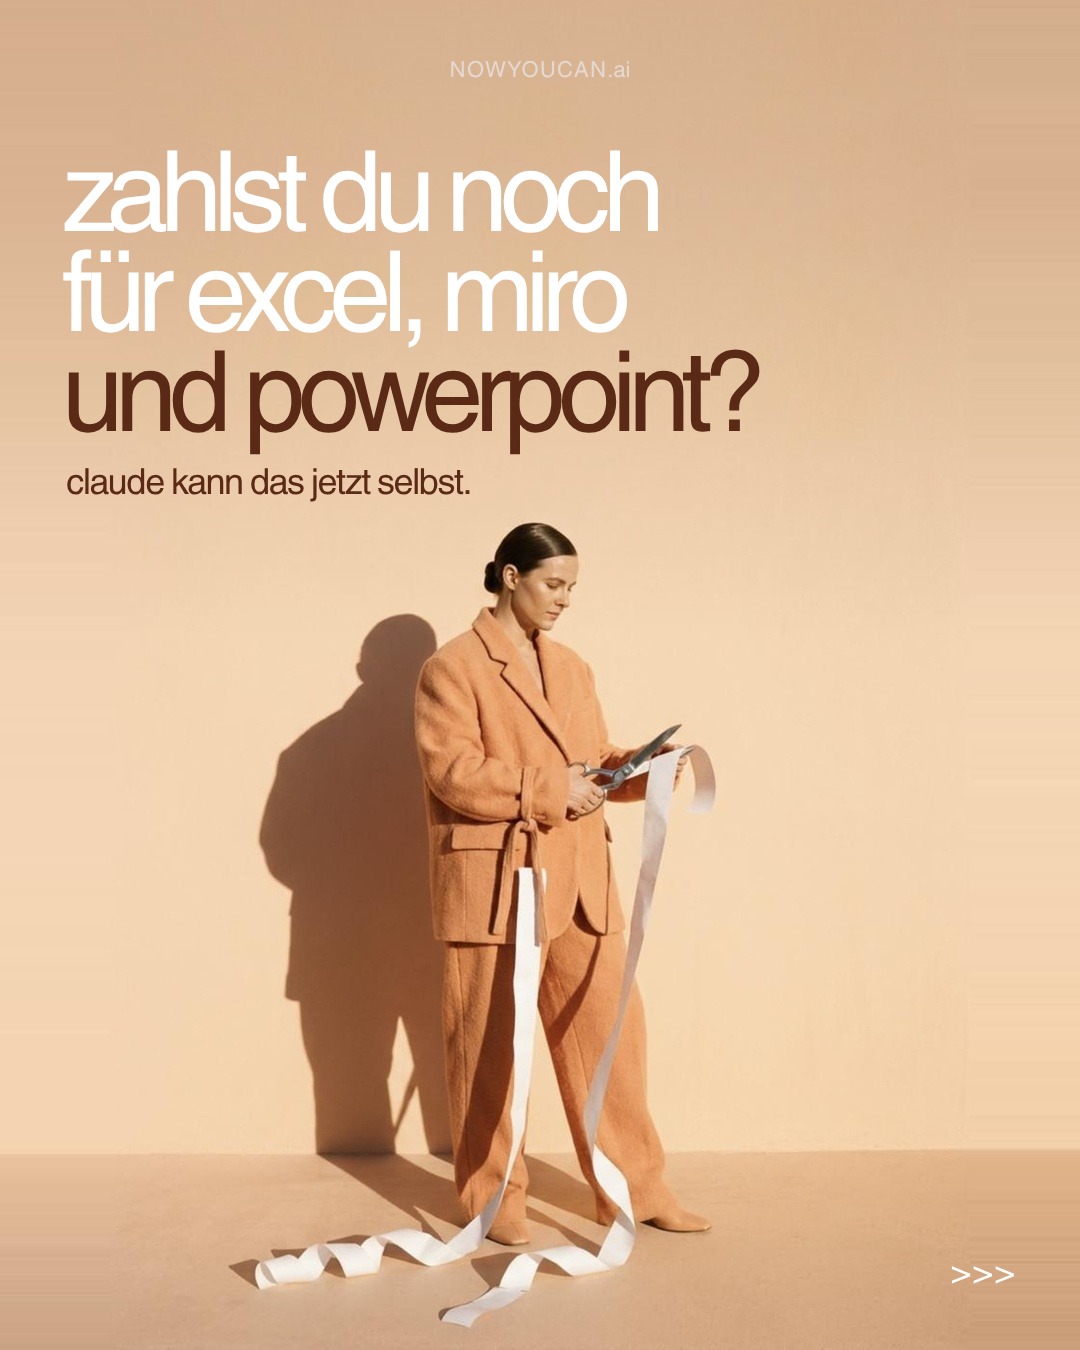 NOWYOUCAN.ai
zahlst du noch
für excel, miro
und powerpoint?
claude kann das jetzt selbst.
>>>